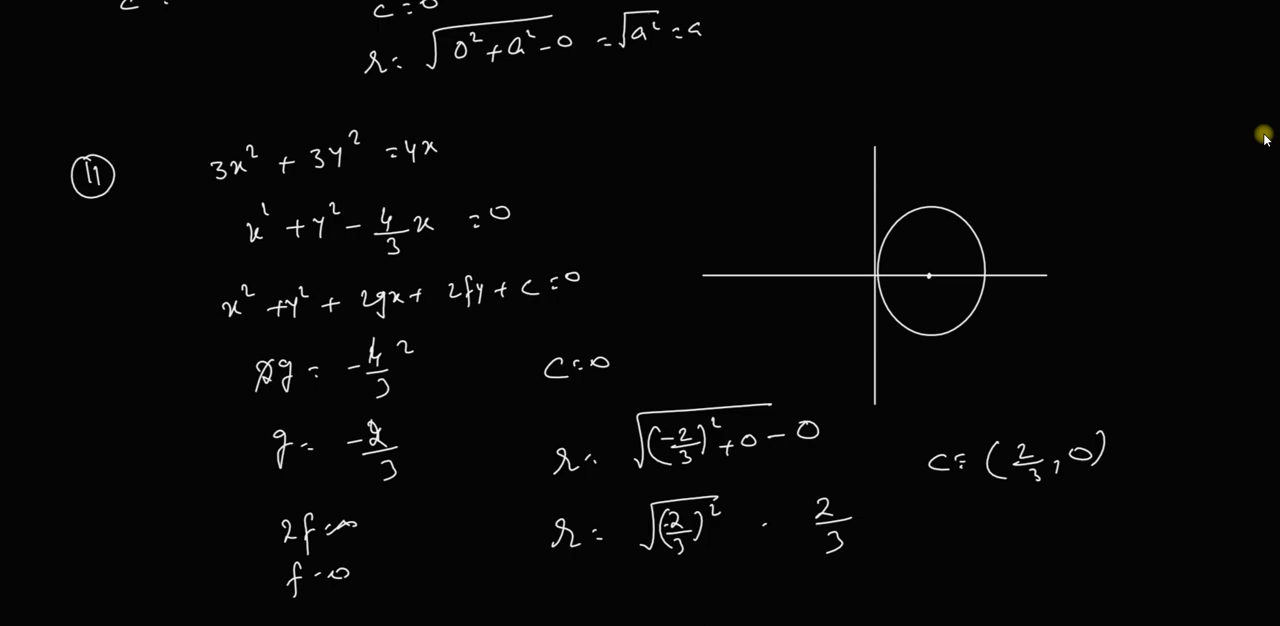 c = 0
r = √(0² + a² - 0) = √a² = a
11
3x² + 3y² = 4x
x² + y² - 4/3 x = 0
x² + y² + 2gx + 2fy + c = 0
2g = -4/3 2
c = 0
g = -2/3
r = √((-2/3)² + 0 - 0)
c = (2/3, 0)
2f = 0
r = √((-2/3)²) = 2/3
f = 0